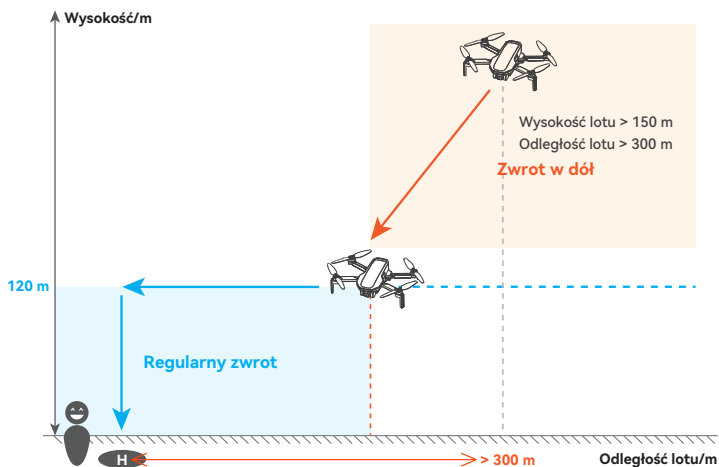 Wysokość/m
Wysokość lotu > 150 m
Odległość lotu > 300 m
Zwrot w dół
120 m
Regularny zwrot
H
> 300 m
Odległość lotu/m